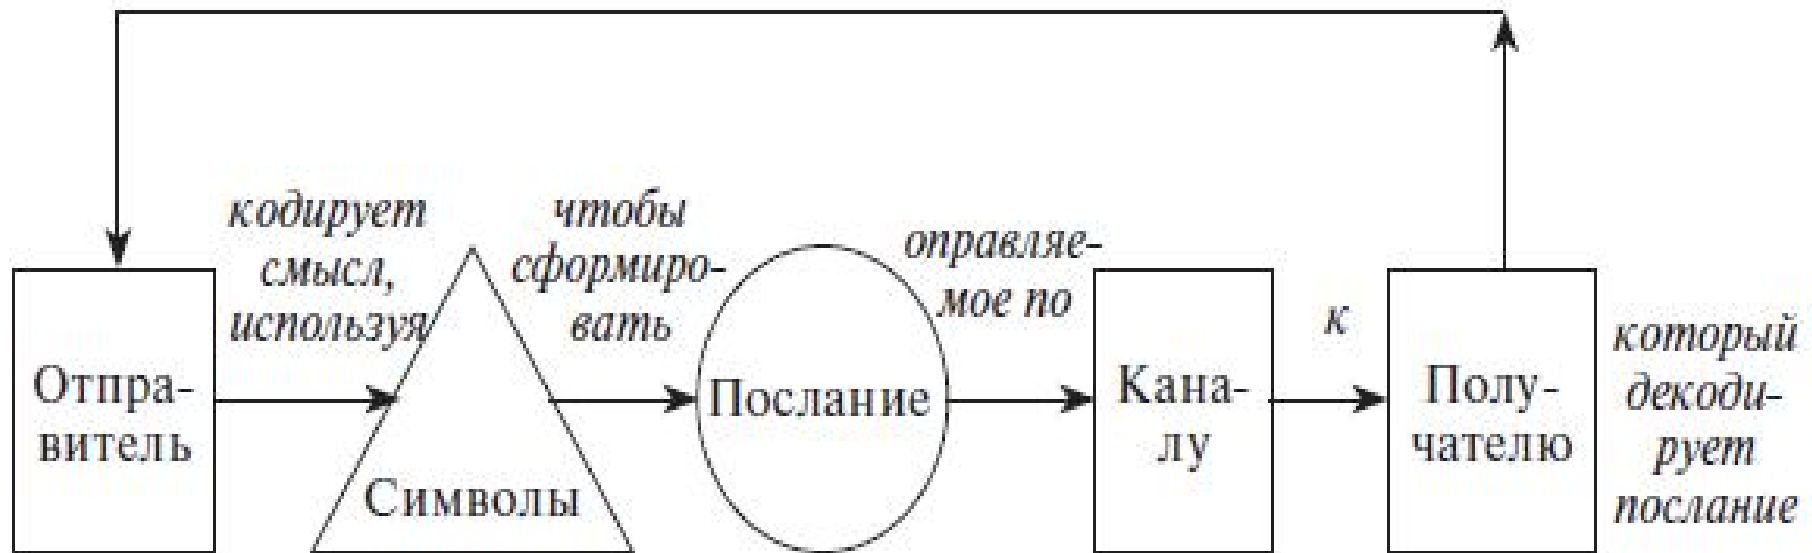 кодирует
смысл,
используя
чтобы
сформиро-
вать
оправляе-
мое по
к
который
декоди-
рует
послание
Отпра-
витель
Символы
Послание
Кана-
лу
Полу-
чателю